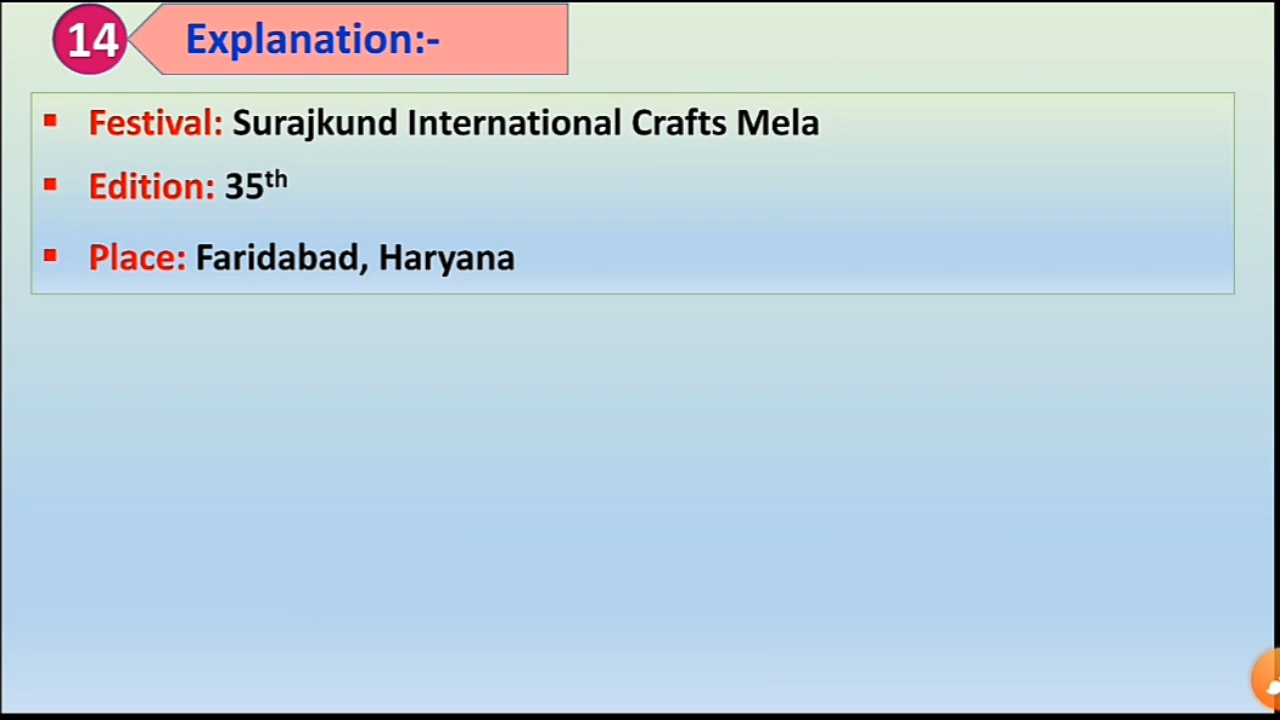 14 Explanation:-
Festival: Surajkund International Crafts Mela
Edition: 35th
Place: Faridabad, Haryana